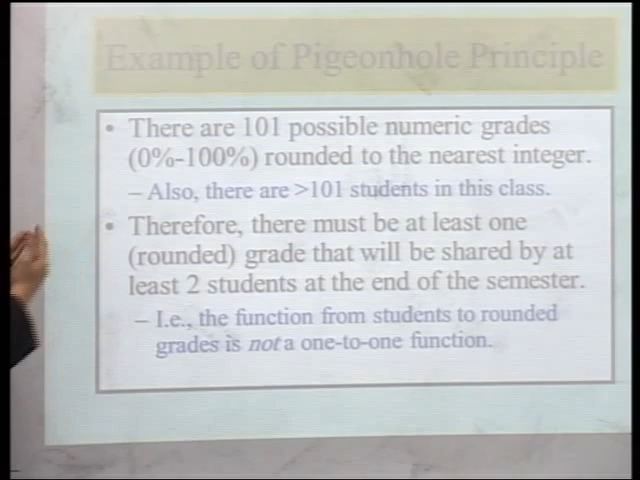 Example of Pigeonhole Principle
• There are 101 possible numeric grades
(0%-100%) rounded to the nearest integer.
– Also, there are >101 students in this class.
• Therefore, there must be at least one
(rounded) grade that will be shared by at
least 2 students at the end of the semester.
– I.e., the function from students to rounded
grades is not a one-to-one function.